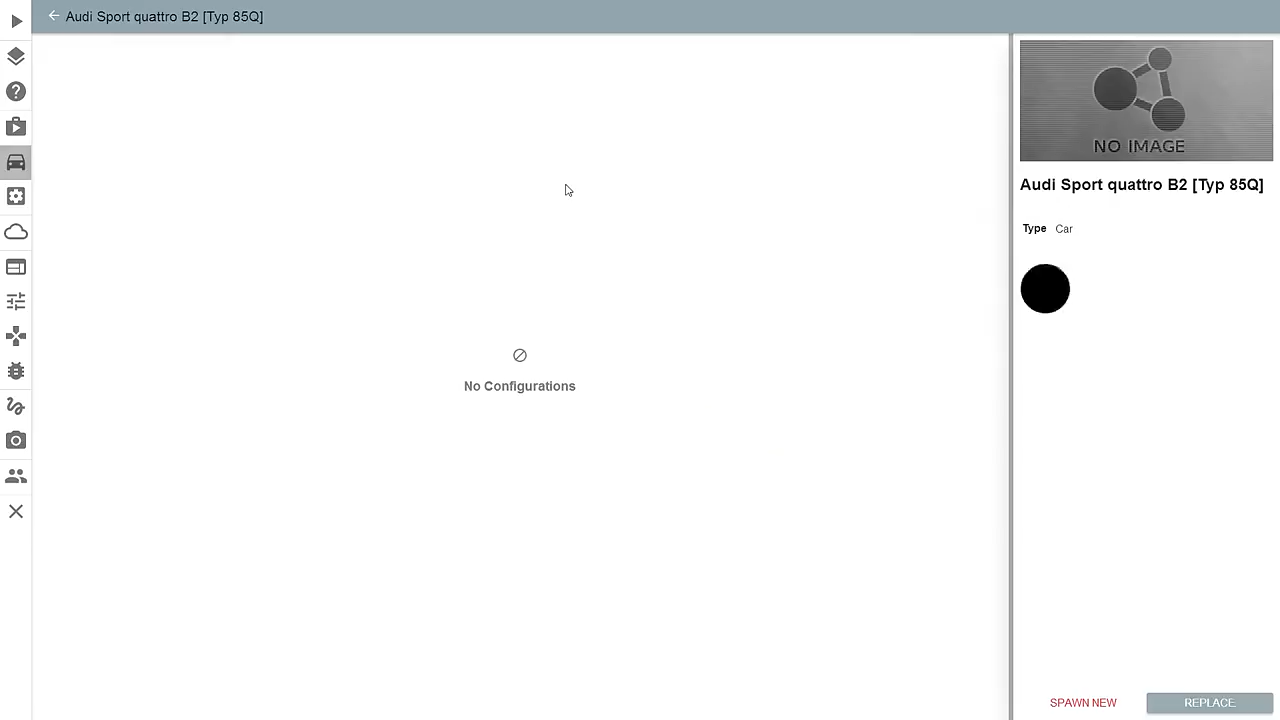 Audi Sport quattro B2 [Typ 85Q]
No Configurations
NO IMAGE
Audi Sport quattro B2 [Typ 85Q]
Type Car
SPAWN NEW
REPLACE